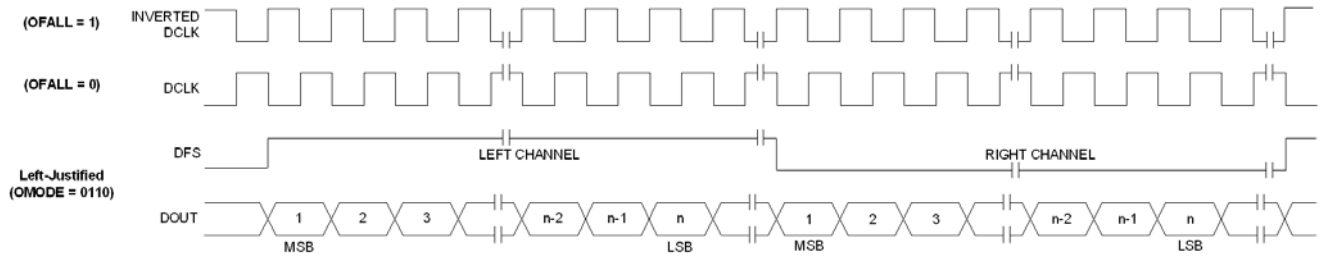 (OFALL = 1) INVERTED
DCLK
(OFALL = 0) DCLK
DFS LEFT CHANNEL RIGHT CHANNEL
Left-Justified
(OMODE = 0110)
DOUT 1 2 3 n-2 n-1 n 1 2 3 n-2 n-1 n
MSB LSB MSB LSB